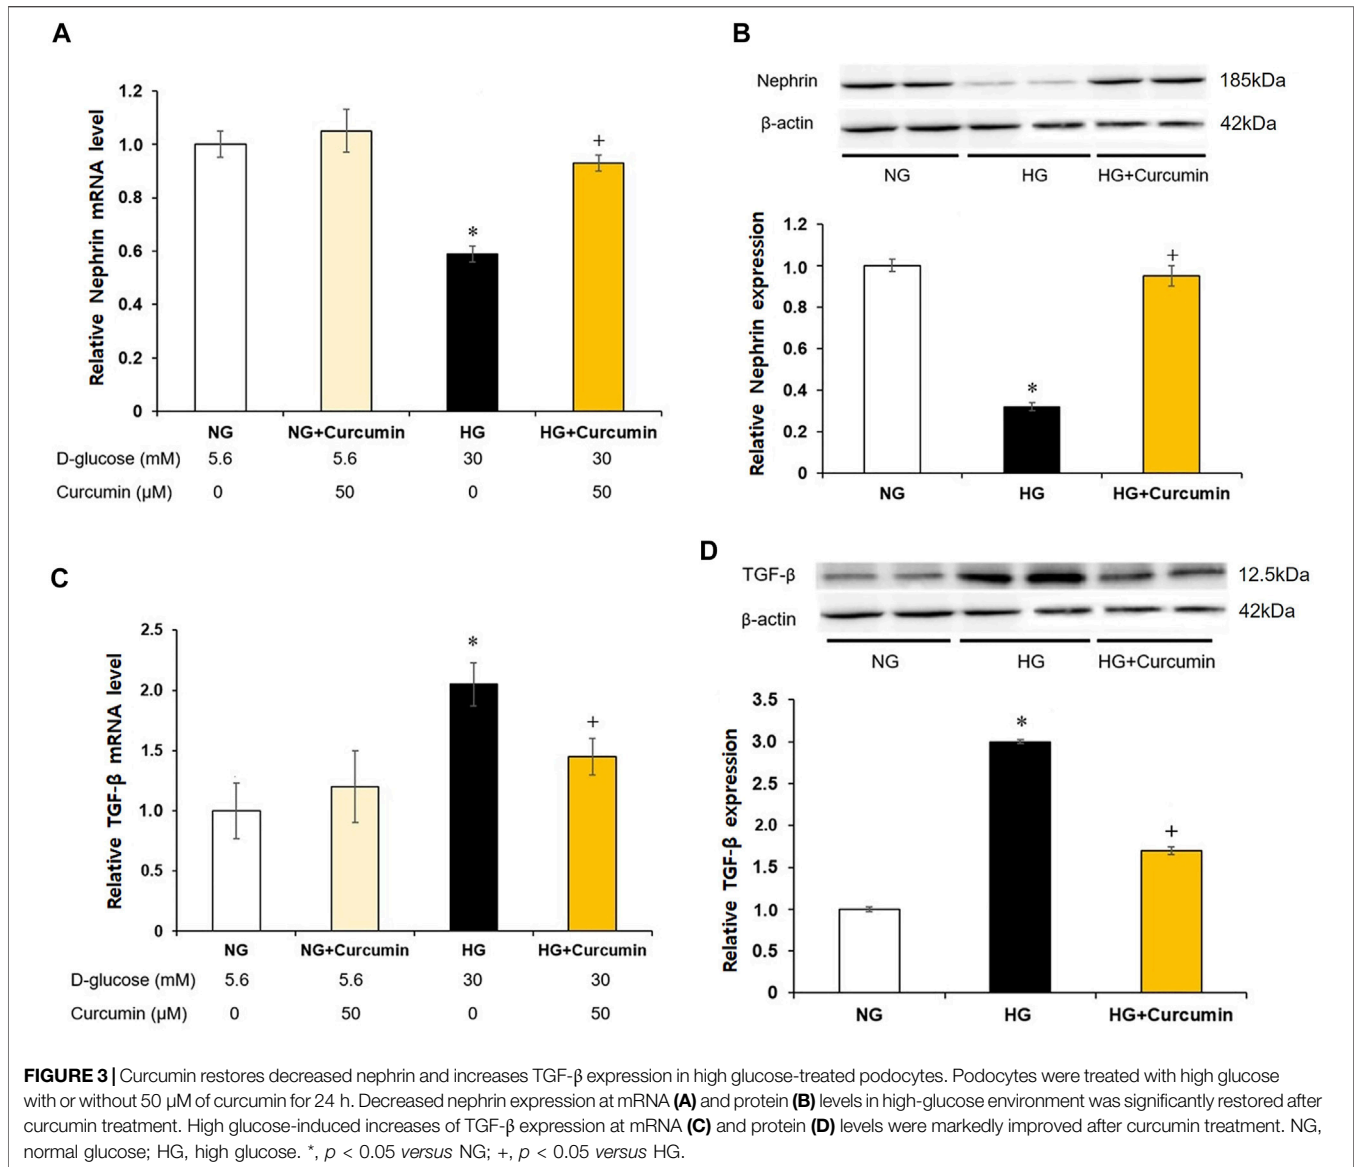 A
Relative Nephrin mRNA level
1.2
1.0
0.8
0.6
0.4
0.2
0
*
+
NG NG+Curcumin HG HG+Curcumin
D-glucose (mM) 5.6 5.6 30 30
Curcumin (µM) 0 50 0 50
B
Nephrin 185kDa
β-actin 42kDa
NG HG HG+Curcumin
Relative Nephrin expression
1.2
1.0
0.8
0.6
0.4
0.2
0
*
+
NG HG HG+Curcumin
C
Relative TGF-β mRNA level
2.5
2.0
1.5
1.0
0.5
0
*
+
NG NG+Curcumin HG HG+Curcumin
D-glucose (mM) 5.6 5.6 30 30
Curcumin (µM) 0 50 0 50
D
TGF-β 12.5kDa
β-actin 42kDa
NG HG HG+Curcumin
Relative TGF-β expression
3.5
3.0
2.5
2.0
1.5
1.0
0.5
0
*
+
NG HG HG+Curcumin
FIGURE 3 | Curcumin restores decreased nephrin and increases TGF-β expression in high glucose-treated podocytes. Podocytes were treated with high glucose
with or without 50 µM of curcumin for 24 h. Decreased nephrin expression at mRNA (A) and protein (B) levels in high-glucose environment was significantly restored after
curcumin treatment. High glucose-induced increases of TGF-β expression at mRNA (C) and protein (D) levels were markedly improved after curcumin treatment. NG,
normal glucose; HG, high glucose. *, p < 0.05 versus NG; +, p < 0.05 versus HG.